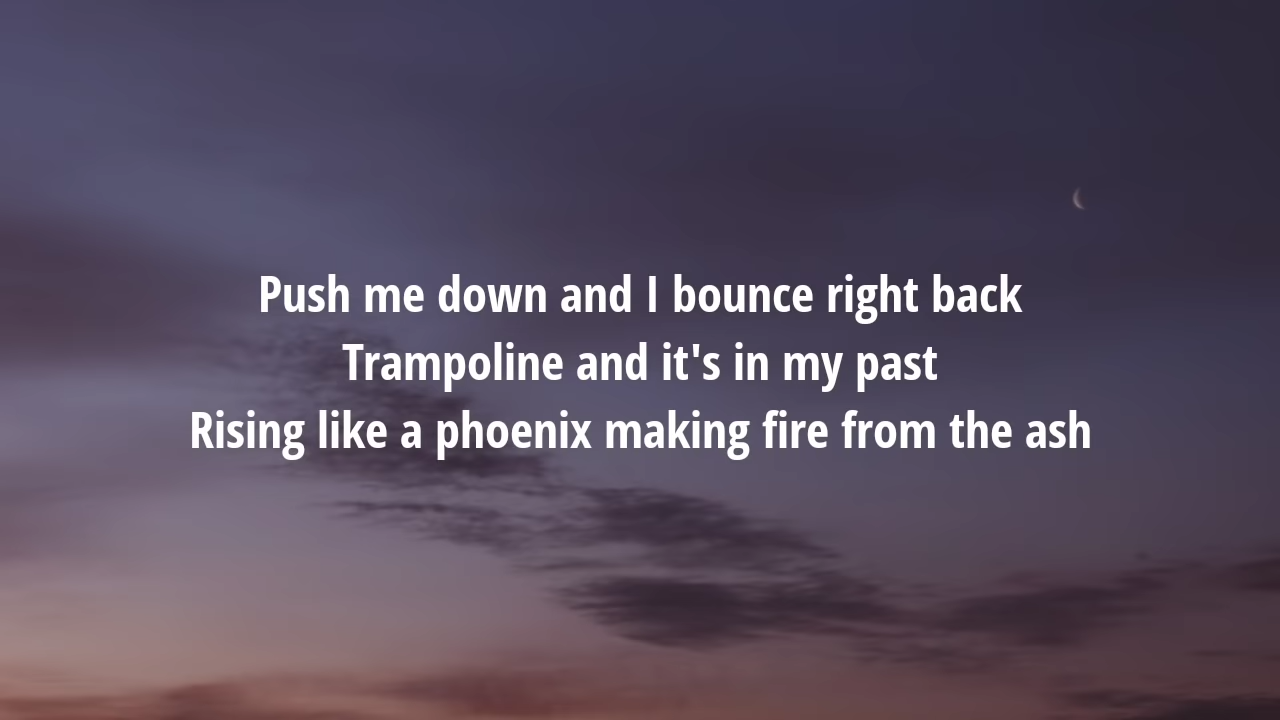 Push me down and I bounce right back
Trampoline and it's in my past
Rising like a phoenix making fire from the ash